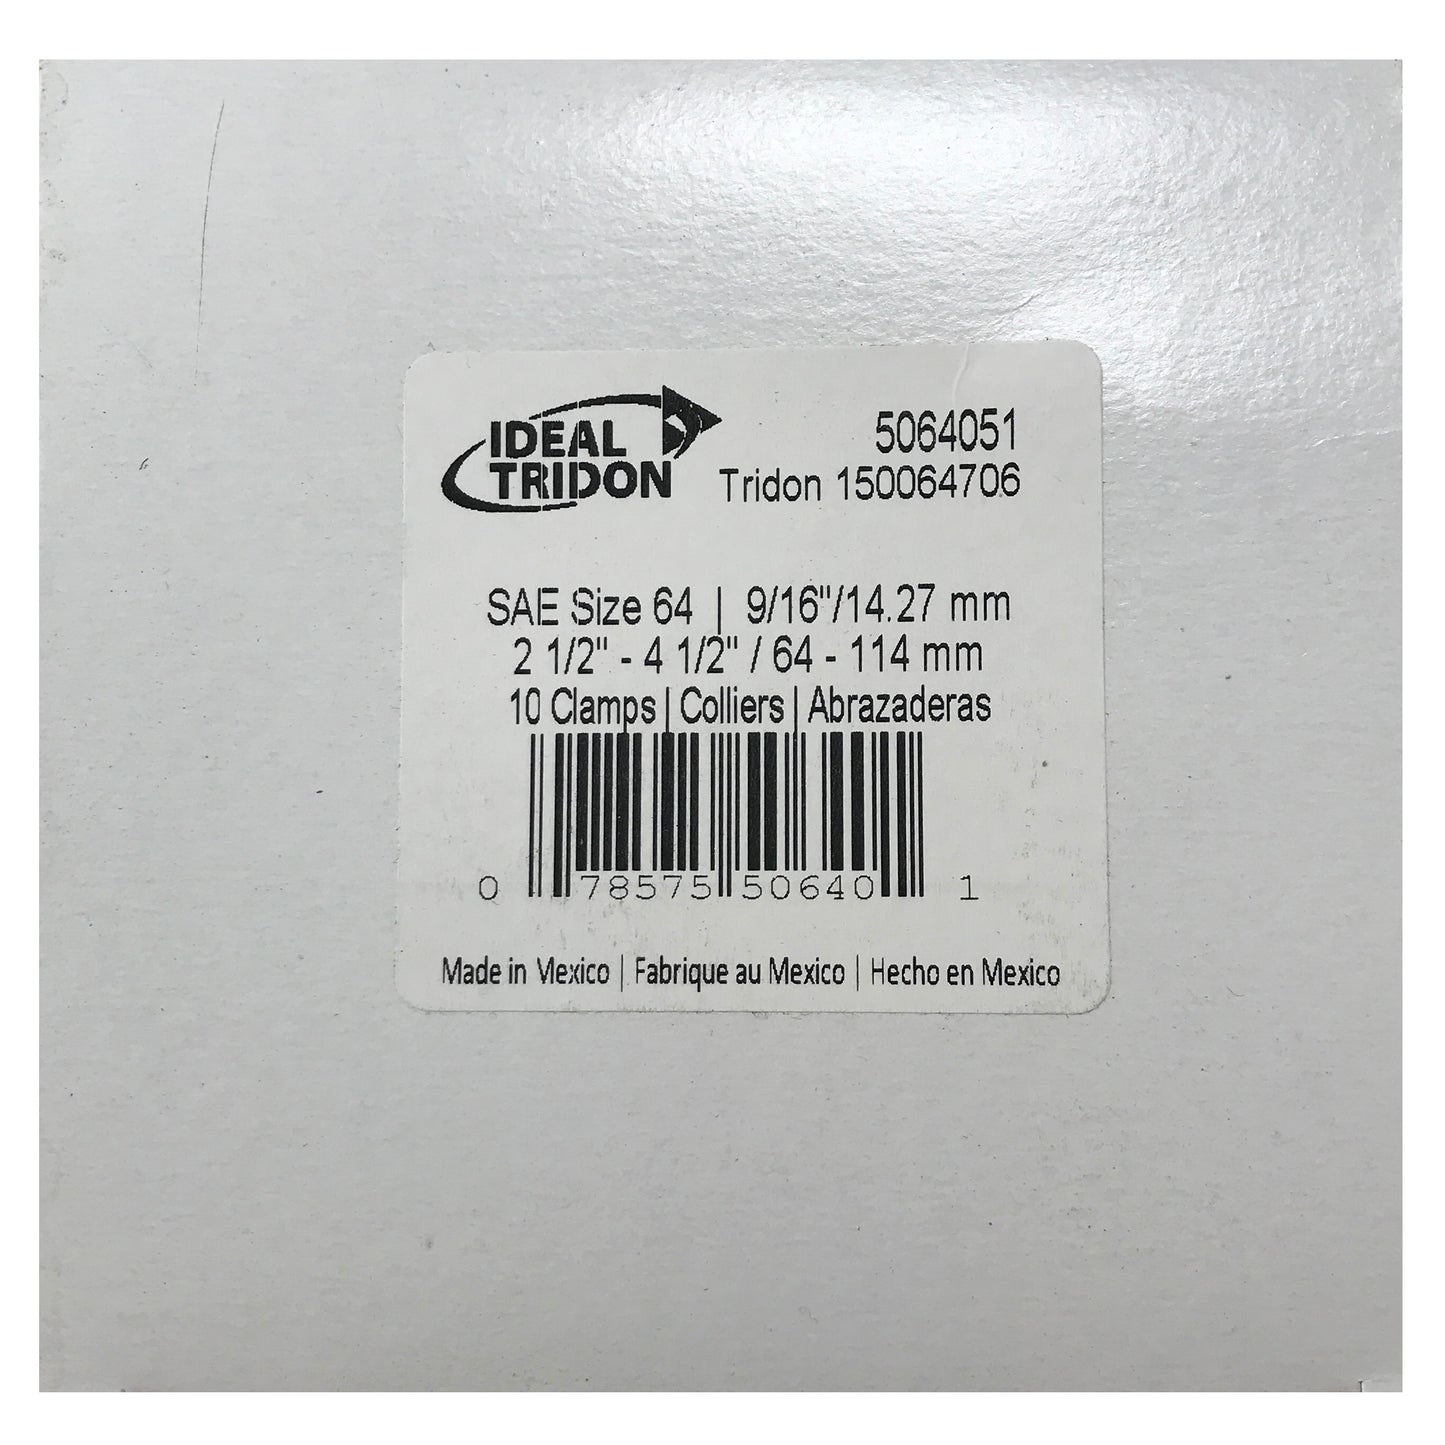 IDEAL
TRIDON
5064051
Tridon 150064706
SAE Size 64 | 9/16"/14.27 mm
2 1/2" - 4 1/2" / 64 - 114 mm
10 Clamps | Colliers | Abrazaderas
0 78575 50640 1
Made in Mexico | Fabrique au Mexico | Hecho en Mexico